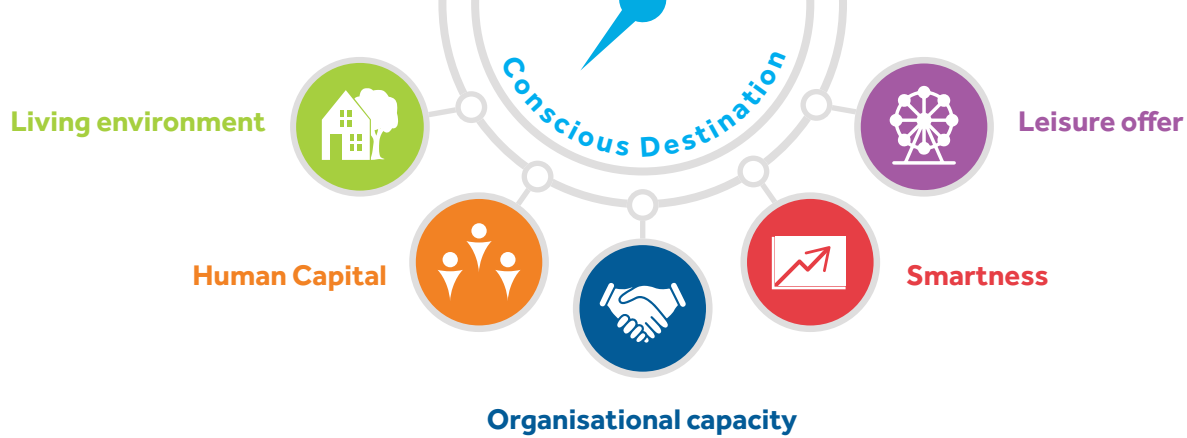 Conscious Destination
Living environment
Leisure offer
Human Capital
Smartness
Organisational capacity